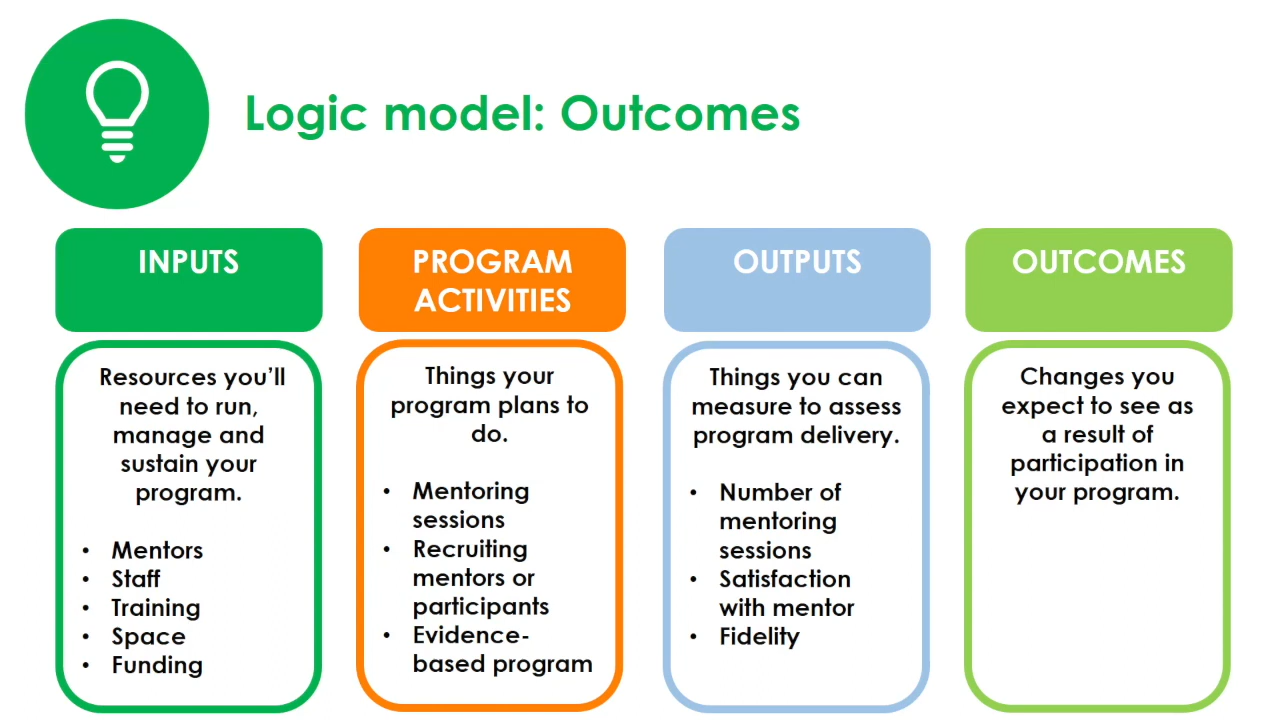 Logic model: Outcomes
INPUTS
Resources you’ll
need to run,
manage and
sustain your
program.
• Mentors
• Staff
• Training
• Space
• Funding
PROGRAM
ACTIVITIES
Things your
program plans to
do.
• Mentoring
sessions
• Recruiting
mentors or
participants
• Evidence-
based program
OUTPUTS
Things you can
measure to assess
program delivery.
• Number of
mentoring
sessions
• Satisfaction
with mentor
• Fidelity
OUTCOMES
Changes you
expect to see as
a result of
participation in
your program.